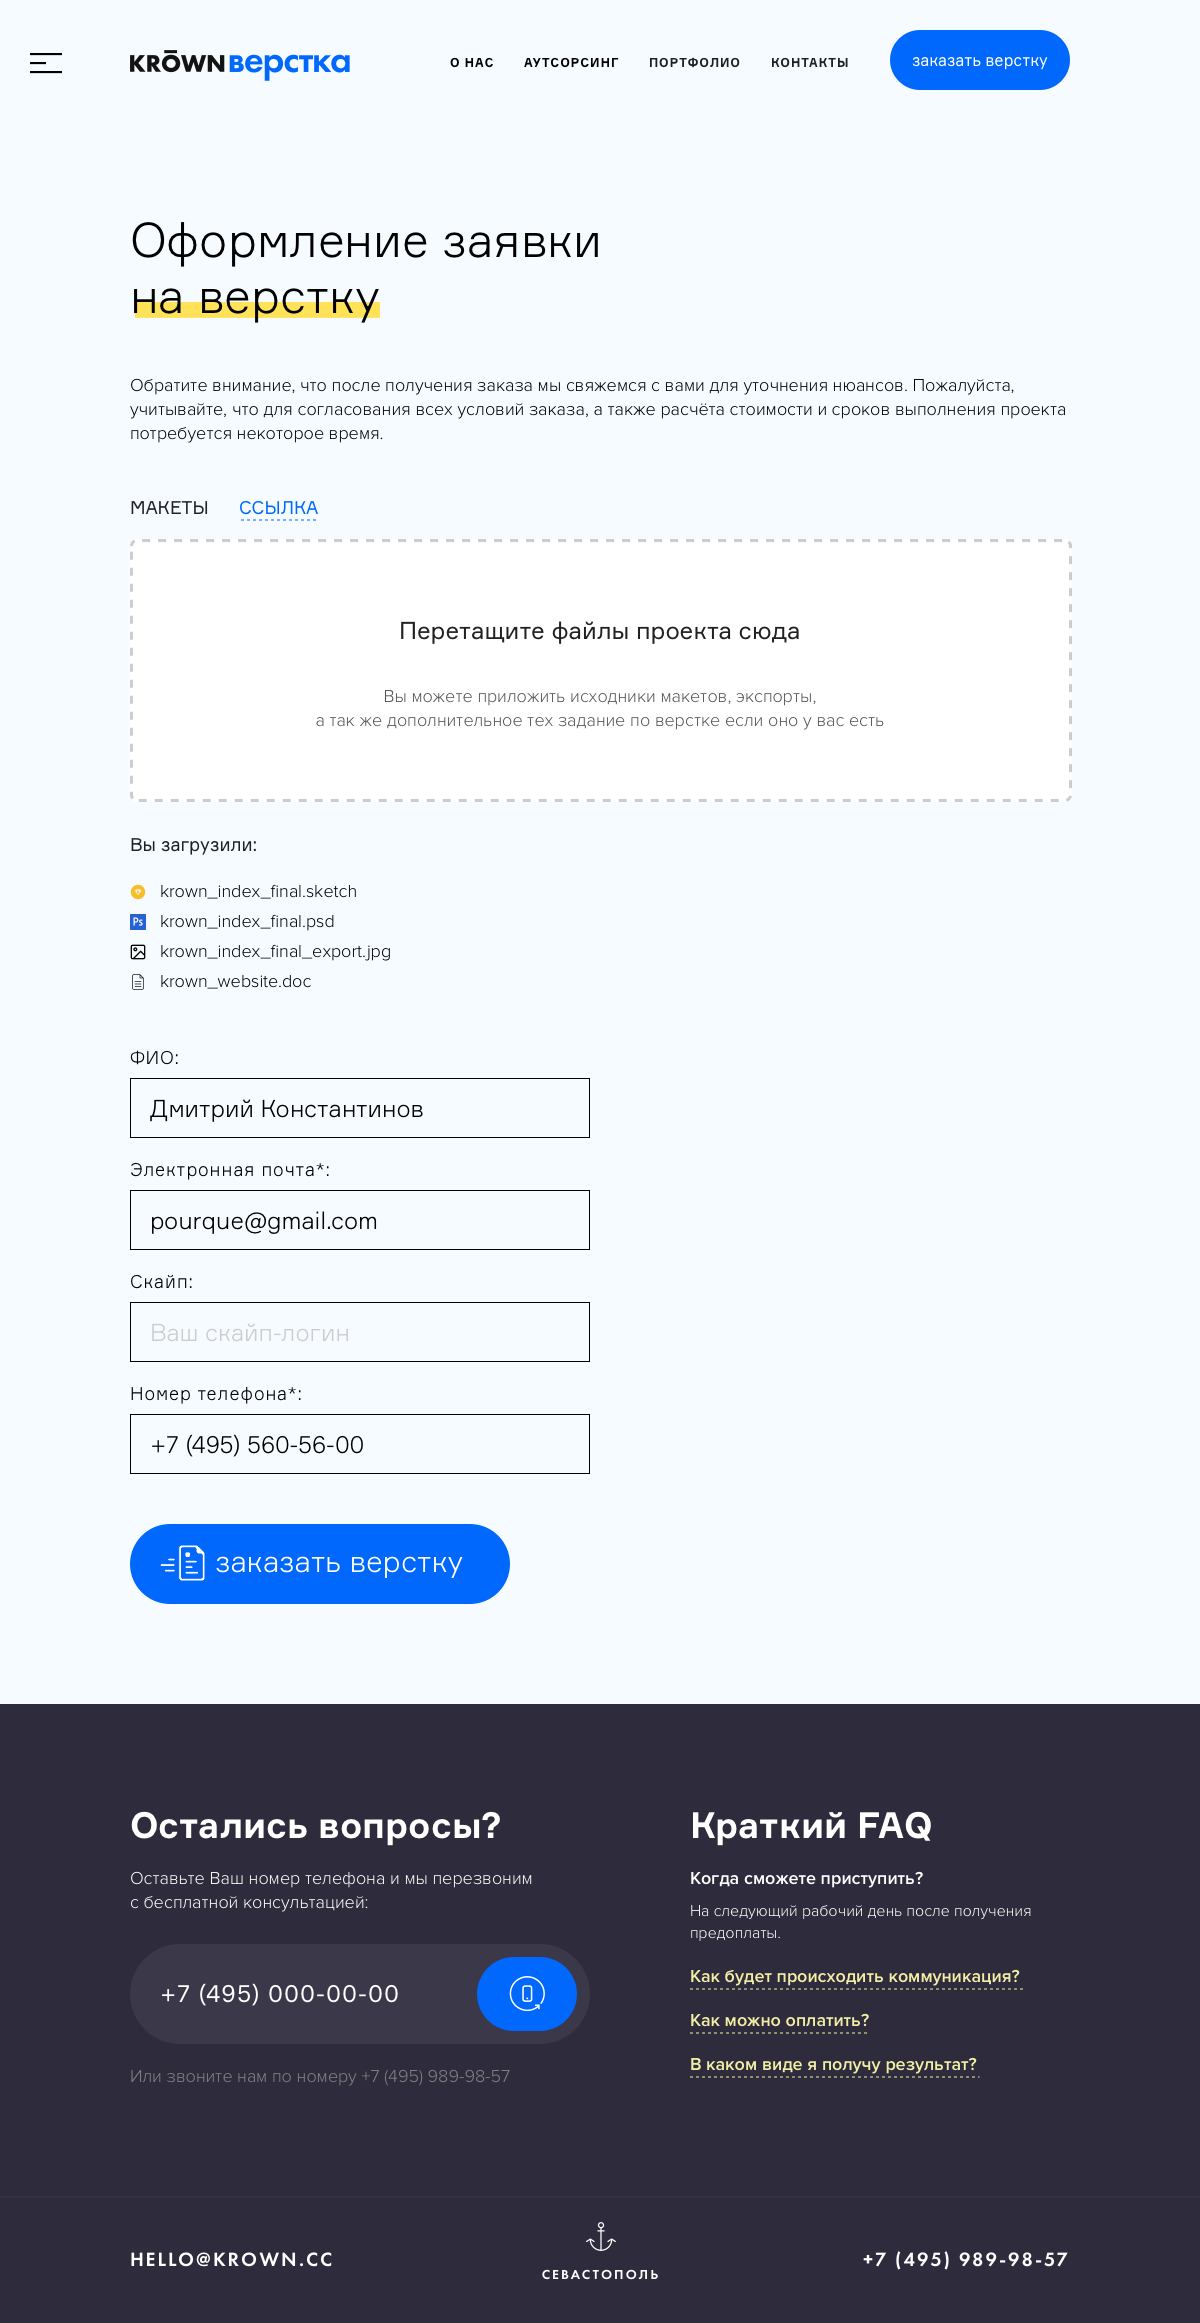 KRŌWNверстка
О НАС
АУТСОРСИНГ
ПОРТФОЛИО
КОНТАКТЫ
заказать верстку
Оформление заявки
на верстку
Обратите внимание, что после получения заказа мы свяжемся с вами для уточнения нюансов. Пожалуйста,
учитывайте, что для согласования всех условий заказа, а также расчёта стоимости и сроков выполнения проекта
потребуется некоторое время.
МАКЕТЫ
ССЫЛКА
Перетащите файлы проекта сюда
Вы можете приложить исходники макетов, экспорты,
а так же дополнительное тех задание по верстке если оно у вас есть
Вы загрузили:
krown_index_final.sketch
Ps krown_index_final.psd
krown_index_final_export.jpg
krown_website.doc
ФИО:
Дмитрий Константинов
Электронная почта*:
pourque@gmail.com
Скайп:
Ваш скайп-логин
Номер телефона*:
+7 (495) 560-56-00
заказать верстку
Остались вопросы?
Оставьте Ваш номер телефона и мы перезвоним
с бесплатной консультацией:
+7 (495) 000-00-00
Или звоните нам по номеру +7 (495) 989-98-57
Краткий FAQ
Когда сможете приступить?
На следующий рабочий день после получения
предоплаты.
Как будет происходить коммуникация?
Как можно оплатить?
В каком виде я получу результат?
HELLO@KROWN.CC
СЕВАСТОПОЛЬ
+7 (495) 989-98-57